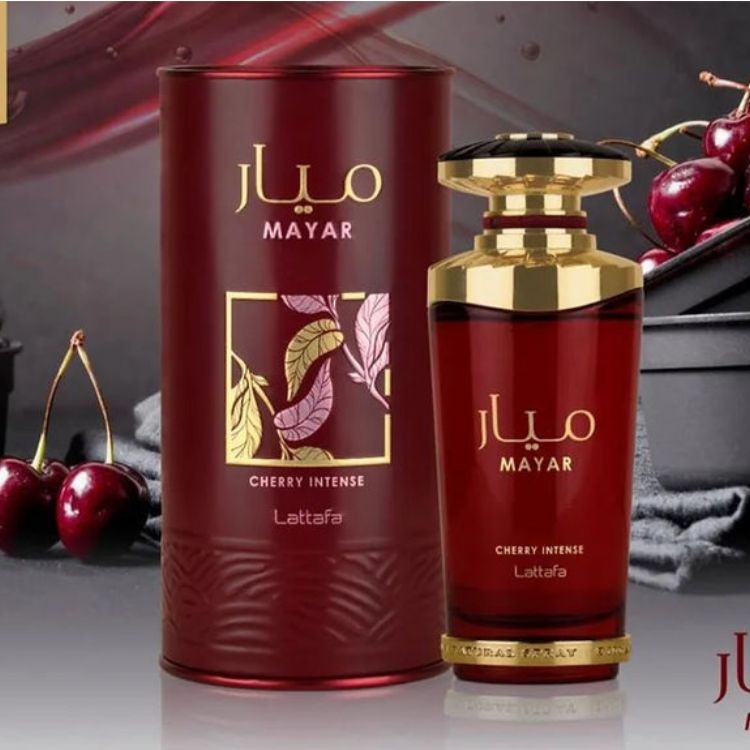 ميار
MAYAR
CHERRY INTENSE
Lattafa
ميار
MAYAR
CHERRY INTENSE
Lattafa
NATURAL SPRAY